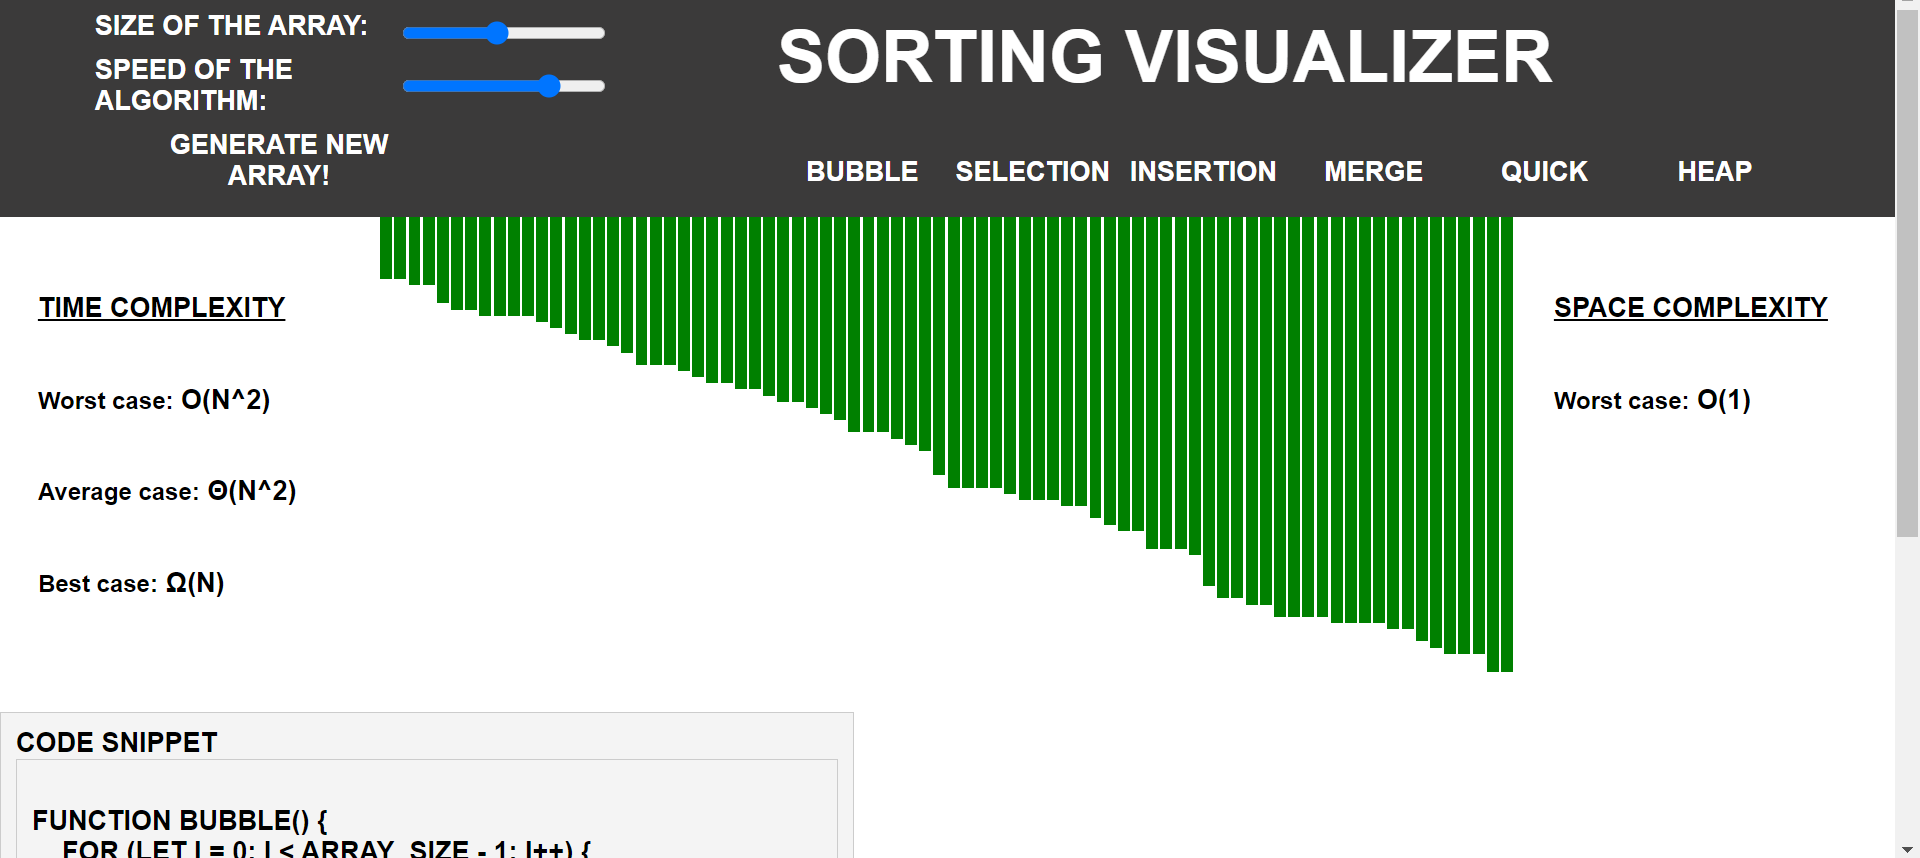 SIZE OF THE ARRAY:
SPEED OF THE
ALGORITHM:
GENERATE NEW
ARRAY!
SORTING VISUALIZER
BUBBLE SELECTION INSERTION MERGE QUICK HEAP
TIME COMPLEXITY
Worst case: O(N^2)
Average case: Θ(N^2)
Best case: Ω(N)
SPACE COMPLEXITY
Worst case: O(1)
CODE SNIPPET
FUNCTION BUBBLE() {
FOR (LET I = 0; I < ARRAY_SIZE - 1; I++) {